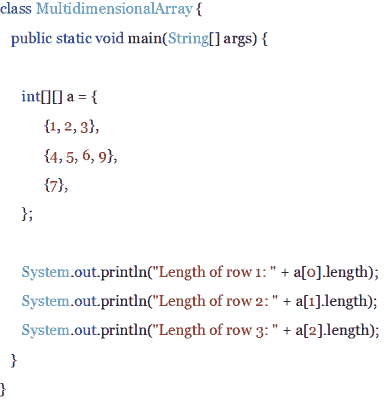 class MultidimensionalArray {
public static void main(String[] args) {
int[][] a = {
{1, 2, 3},
{4, 5, 6, 9},
{7},
};
System.out.println("Length of row 1: " + a[0].length);
System.out.println("Length of row 2: " + a[1].length);
System.out.println("Length of row 3: " + a[2].length);
}
}